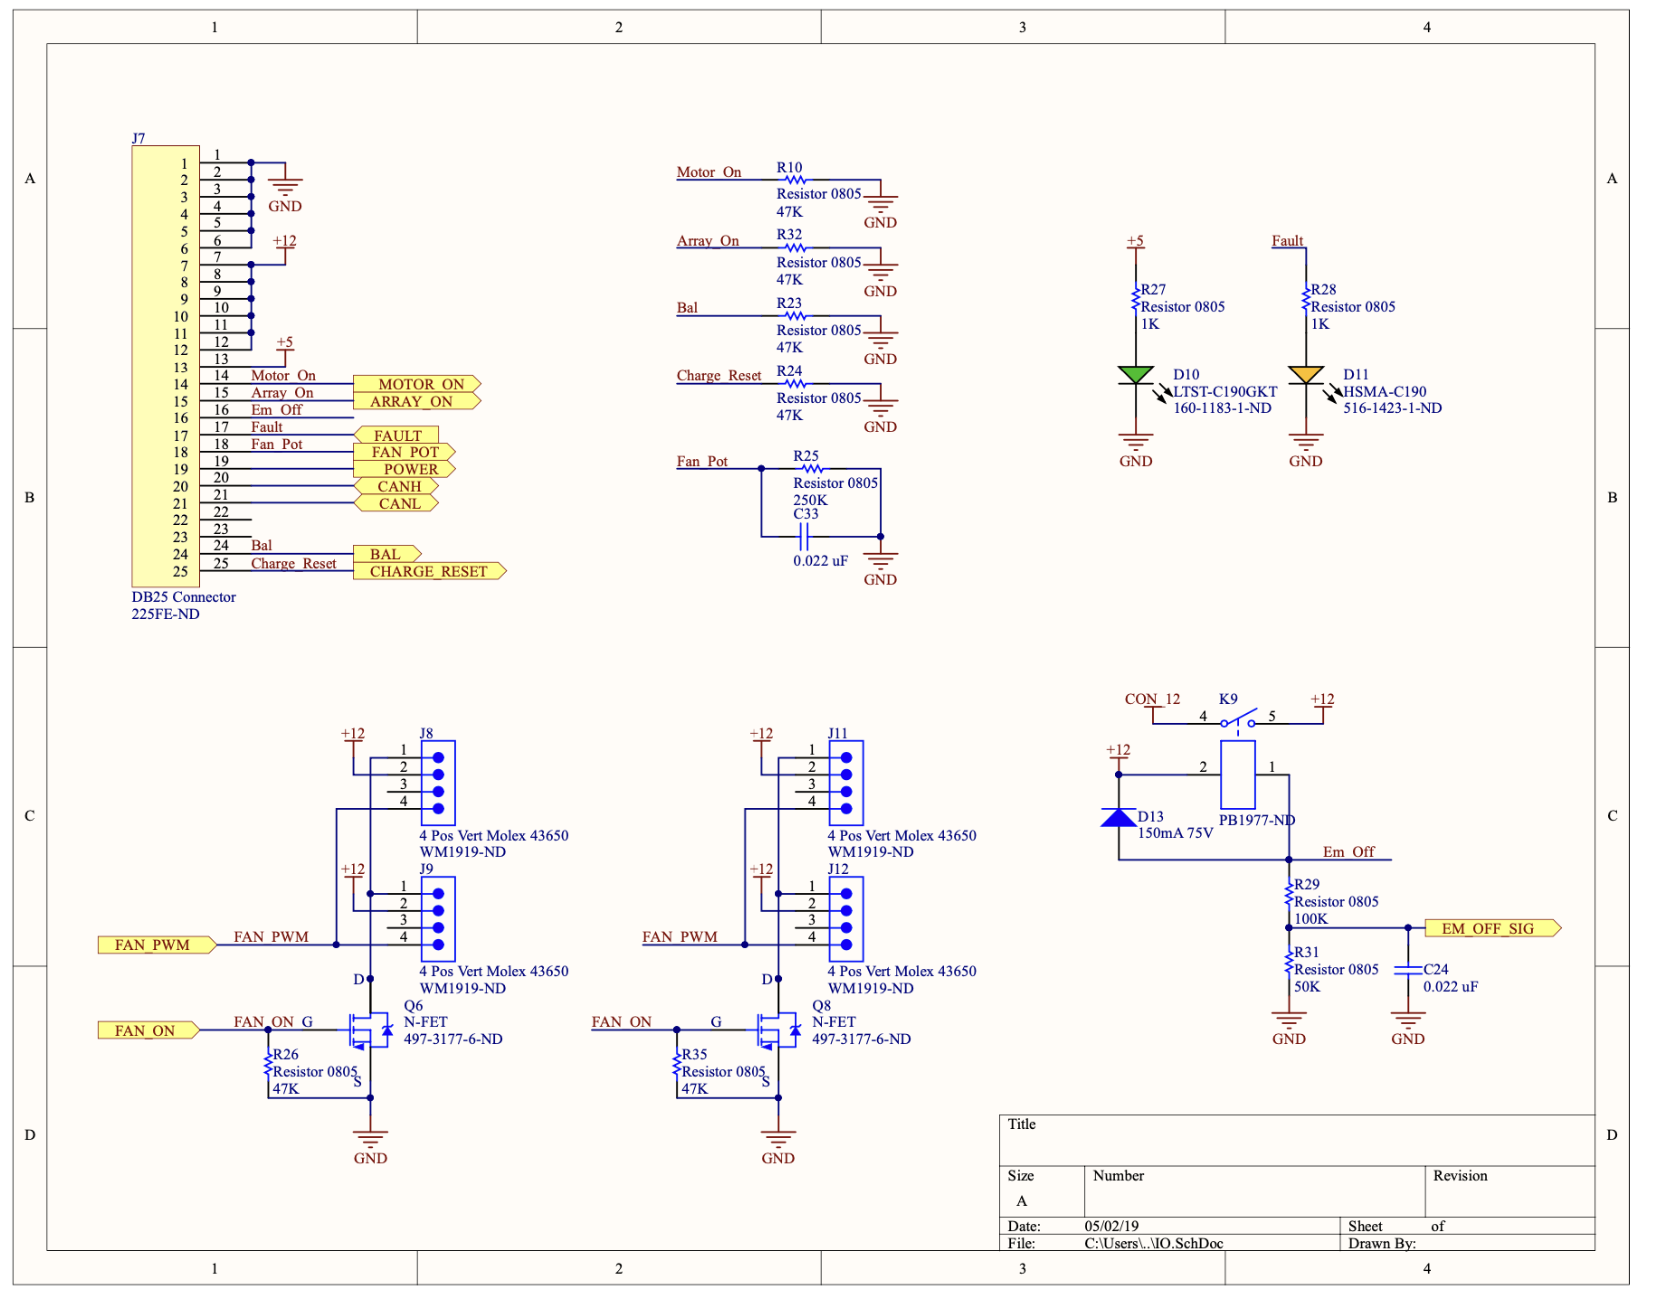 1 2 3 4
A
B
C
D
A
B
C
D
J7
1 1
2 2
3 3
4 4
5 5
6 6
7 7
8 8
9 9
10 10
11 11
12 12
13 13
14 14 Motor_On MOTOR_ON
15 15 Array_On ARRAY_ON
16 16 Em_Off
17 17 Fault FAULT
18 18 Fan_Pot FAN_POT
19 19 POWER
20 20 CANH
21 21 CANL
22 22
23 23
24 24 Bal BAL
25 25 Charge_Reset CHARGE_RESET
GND
+12
+5
DB25 Connector
225FE-ND
Motor_On R10
Resistor 0805
47K
GND
Array_On R32
Resistor 0805
47K
GND
Bal R23
Resistor 0805
47K
GND
Charge_Reset R24
Resistor 0805
47K
GND
Fan_Pot R25
Resistor 0805
250K
C33
0.022 uF
GND
+5
R27
Resistor 0805
1K
D10
LTST-C190GKT
160-1183-1-ND
GND
Fault
R28
Resistor 0805
1K
D11
HSMA-C190
516-1423-1-ND
GND
+12 J8
1
2
3
4
4 Pos Vert Molex 43650
WM1919-ND
+12 J9
1
2
3
4
4 Pos Vert Molex 43650
WM1919-ND
FAN_PWM FAN_PWM
D
Q6
N-FET
497-3177-6-ND
FAN_ON FAN_ON G
R26
Resistor 0805
47K
S
GND
+12 J11
1
2
3
4
4 Pos Vert Molex 43650
WM1919-ND
+12 J12
1
2
3
4
4 Pos Vert Molex 43650
WM1919-ND
FAN_PWM
D
Q8
N-FET
497-3177-6-ND
FAN_ON G
R35
Resistor 0805
47K
S
GND
CON_12 K9 +12
4 5
+12
2 1
D13
150mA 75V
PB1977-ND
Em_Off
R29
Resistor 0805
100K
EM_OFF_SIG
R31
Resistor 0805
50K
C24
0.022 uF
GND GND
Title
Size Number Revision
A
Date: 05/02/19 Sheet of
File: C:\Users\..\IO.SchDoc Drawn By:
1 2 3 4